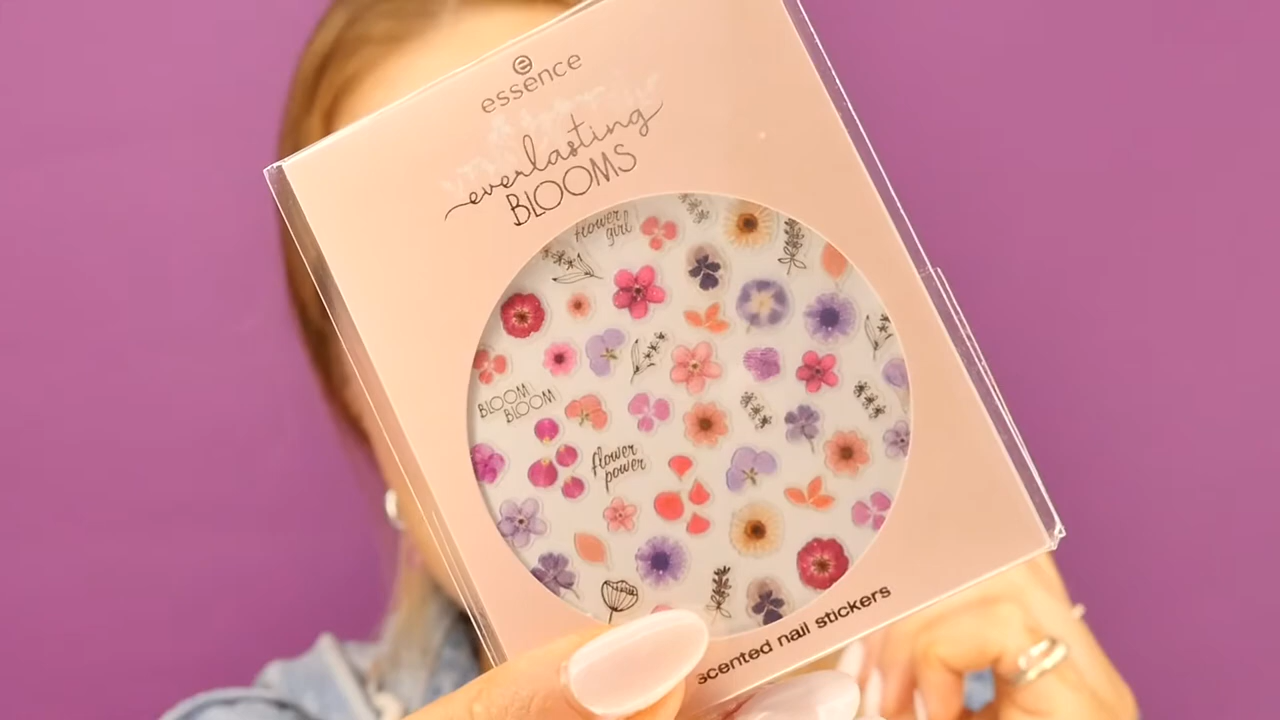 essence
everlasting
BLOOMS
flower
girl
BLOOM
BLOOM
flower
power
scented nail stickers